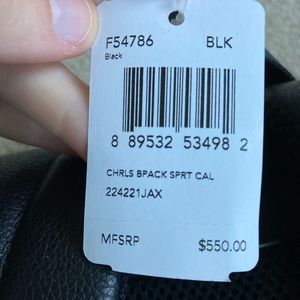 F54786 BLK
Black
8 89532 53498 2
CHRLS BPACK SPRT CAL
224221JAX
MFSRP $550.00